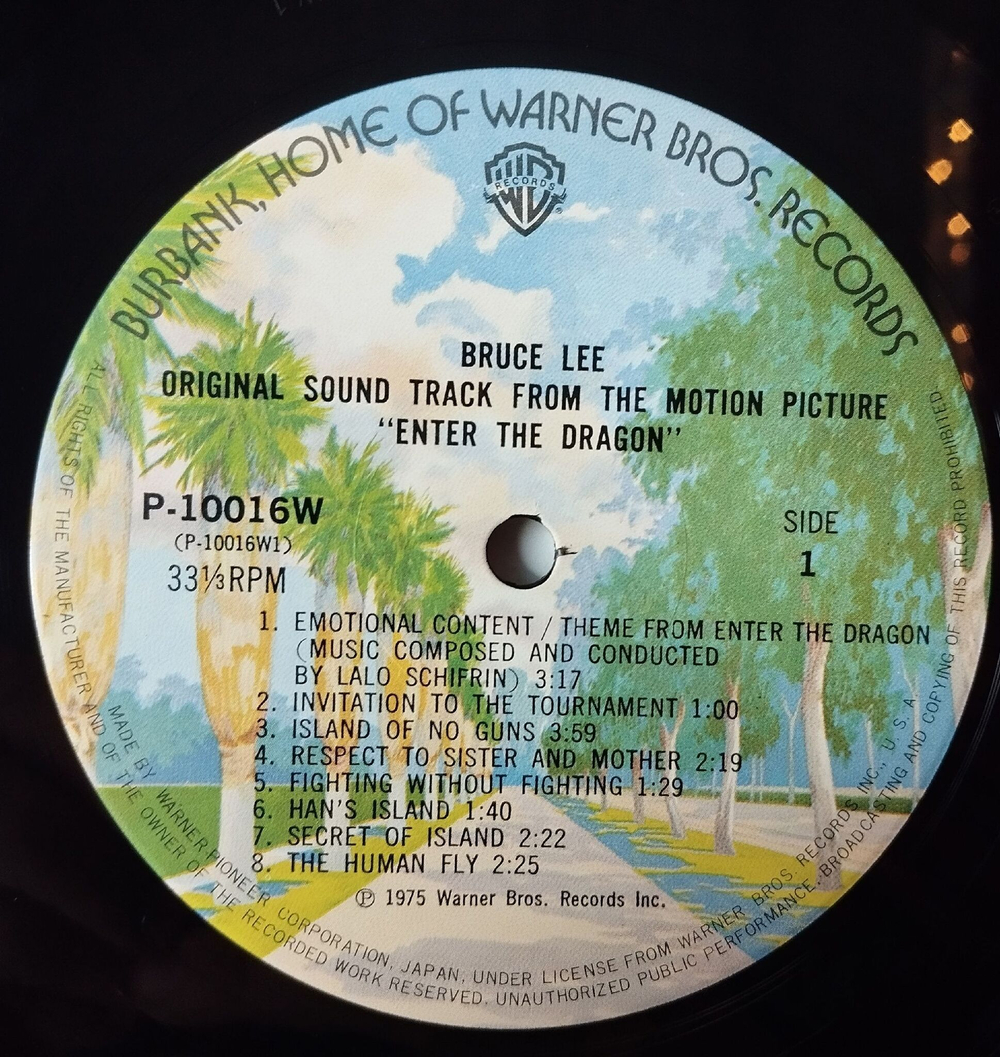 BURBANK, HOME OF WARNER BROS. RECORDS
W RECORDS
BRUCE LEE
ORIGINAL SOUND TRACK FROM THE MOTION PICTURE
“ENTER THE DRAGON”
P-10016W
(P-10016W1)
33⅓RPM
SIDE
1
1. EMOTIONAL CONTENT / THEME FROM ENTER THE DRAGON
(MUSIC COMPOSED AND CONDUCTED
BY LALO SCHIFRIN) 3:17
2. INVITATION TO THE TOURNAMENT 1:00
3. ISLAND OF NO GUNS 3:59
4. RESPECT TO SISTER AND MOTHER 2:19
5. FIGHTING WITHOUT FIGHTING 1:29
6. HAN'S ISLAND 1:40
7. SECRET OF ISLAND 2:22
8. THE HUMAN FLY 2:25
℗ 1975 Warner Bros. Records Inc.
MADE BY WARNER-PIONEER CORPORATION, JAPAN, UNDER LICENSE FROM WARNER BROS. RECORDS INC., U. S. A.
ALL RIGHTS OF THE MANUFACTURER AND OF THE OWNER OF THE RECORDED WORK RESERVED. UNAUTHORIZED PUBLIC PERFORMANCE. BROADCASTING AND COPYING OF THIS RECORD PROHIBITED.